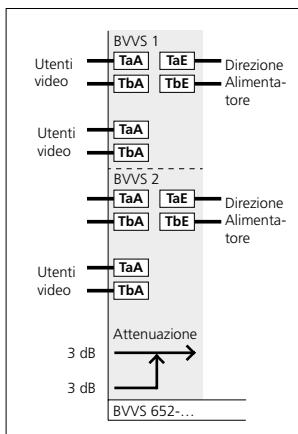 BVVS 1
Utenti video
TaA TaE
TbA TbE
Direzione
Alimenta-
tore
Utenti video
TaA
TbA
BVVS 2
TaA TaE
TbA TbE
Direzione
Alimenta-
tore
Utenti video
TaA
TbA
Attenuazione
3 dB
3 dB
BVVS 652-...